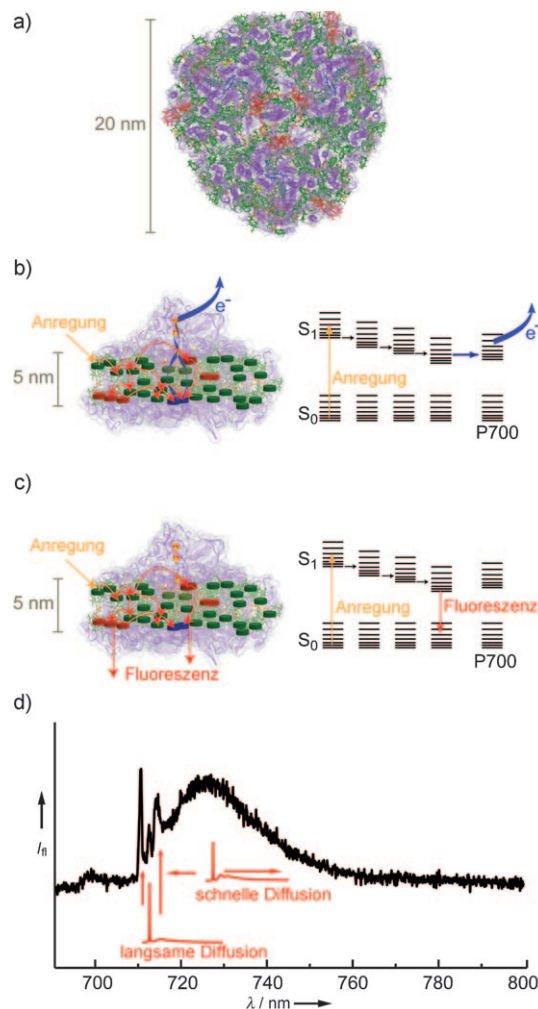 a)
20 nm
b)
Anregung
5 nm
e-
S1
Anregung
S0
P700
c)
Anregung
5 nm
Fluoreszenz
S1
Anregung
Fluoreszenz
S0
P700
d)
Ifl
schnelle Diffusion
langsame Diffusion
700 720 740 760 780 800
λ / nm